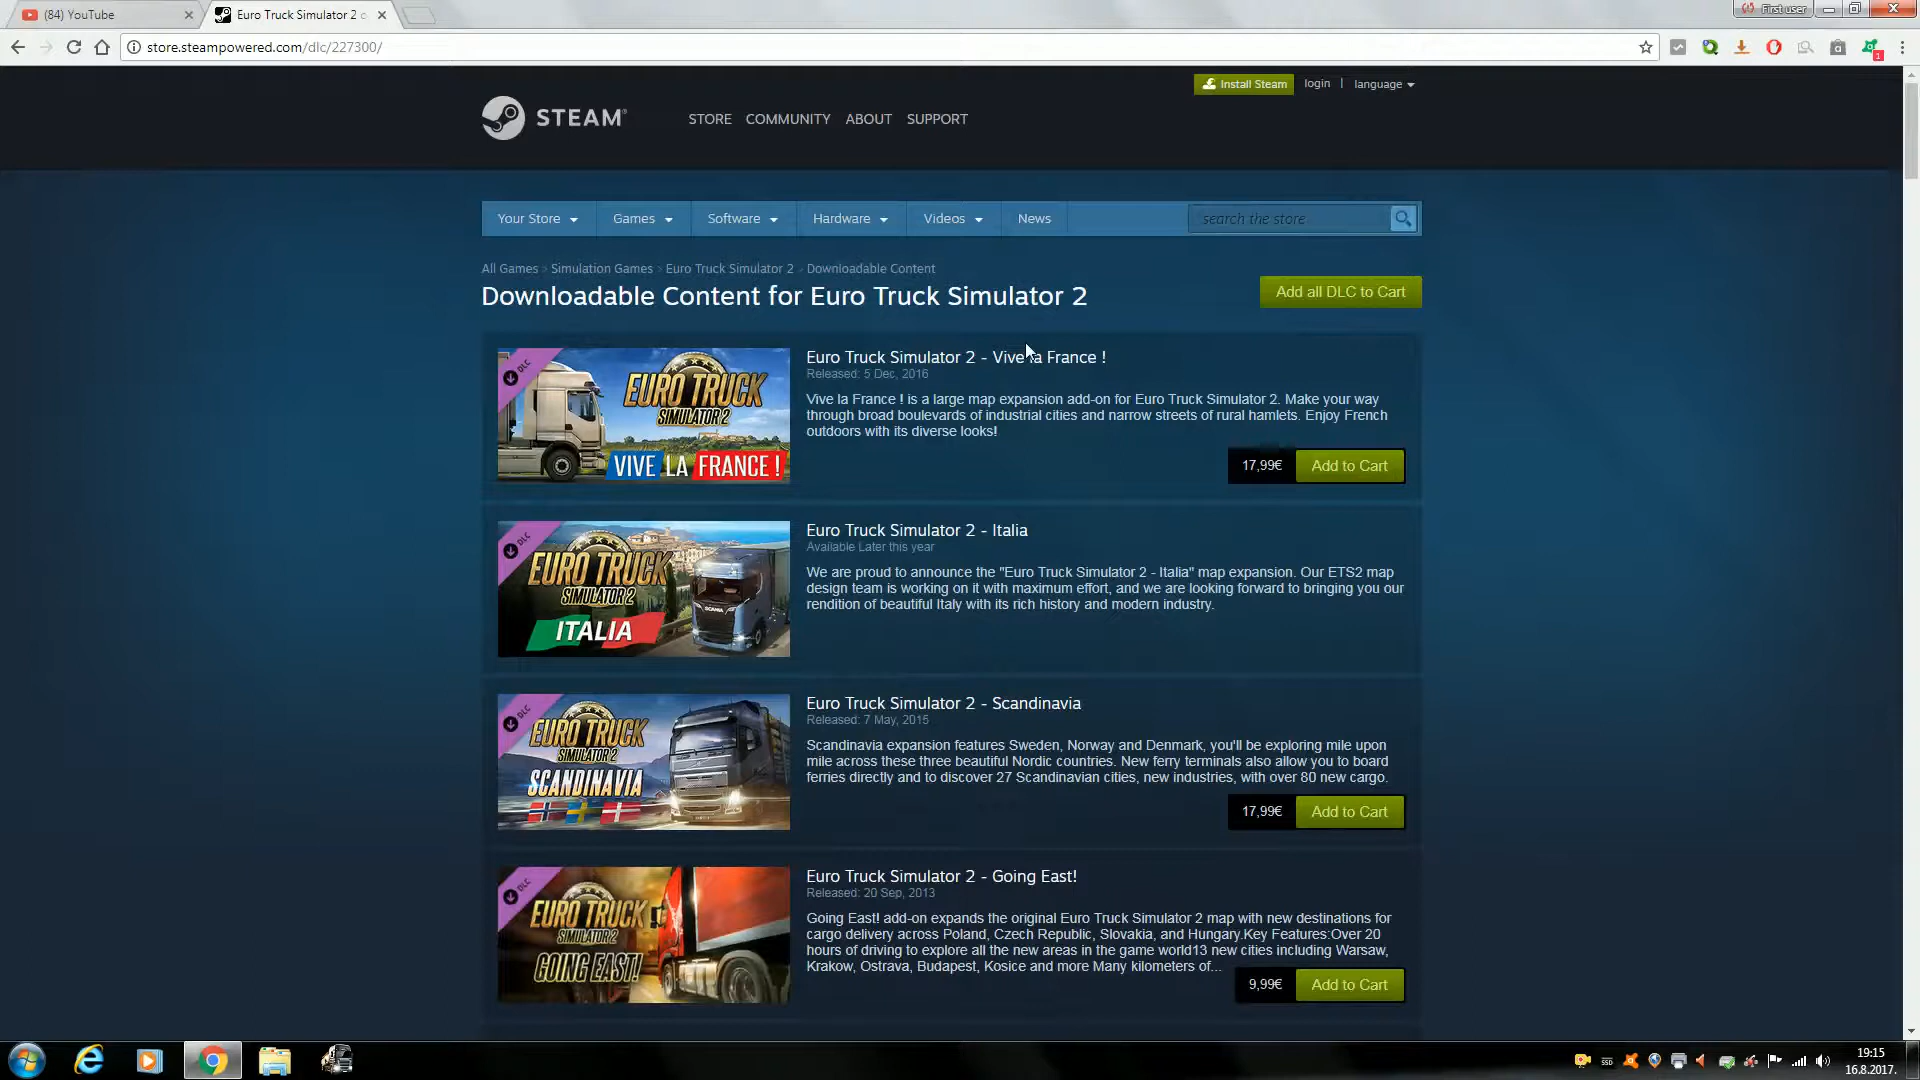 (84) YouTube
Euro Truck Simulator 2
First user
store.steampowered.com/dlc/227300/
Install Steam login | language
STEAM
STORE COMMUNITY ABOUT SUPPORT
Your Store Games Software Hardware Videos News search the store
All Games > Simulation Games > Euro Truck Simulator 2 > Downloadable Content
Downloadable Content for Euro Truck Simulator 2
Add all DLC to Cart
DLC
EURO TRUCK
SIMULATOR 2
VIVE LA FRANCE !
Euro Truck Simulator 2 - Vive la France !
Released: 5 Dec, 2016
Vive la France ! is a large map expansion add-on for Euro Truck Simulator 2. Make your way
through broad boulevards of industrial cities and narrow streets of rural hamlets. Enjoy French
outdoors with its diverse looks!
17,99€ Add to Cart
DLC
EURO TRUCK
SIMULATOR 2
ITALIA
SCANIA
Euro Truck Simulator 2 - Italia
Available Later this year
We are proud to announce the "Euro Truck Simulator 2 - Italia" map expansion. Our ETS2 map
design team is working on it with maximum effort, and we are looking forward to bringing you our
rendition of beautiful Italy with its rich history and modern industry.
DLC
EURO TRUCK
SIMULATOR 2
SCANDINAVIA
Euro Truck Simulator 2 - Scandinavia
Released: 7 May, 2015
Scandinavia expansion features Sweden, Norway and Denmark, you'll be exploring mile upon
mile across these three beautiful Nordic countries. New ferry terminals also allow you to board
ferries directly and to discover 27 Scandinavian cities, new industries, with over 80 new cargo.
17,99€ Add to Cart
DLC
EURO TRUCK
SIMULATOR 2
GOING EAST!
Euro Truck Simulator 2 - Going East!
Released: 20 Sep, 2013
Going East! add-on expands the original Euro Truck Simulator 2 map with new destinations for
cargo delivery across Poland, Czech Republic, Slovakia, and Hungary.Key Features:Over 20
hours of driving to explore all the new areas in the game world13 new cities including Warsaw,
Krakow, Ostrava, Budapest, Kosice and more Many kilometers of...
9,99€ Add to Cart
SSD
19:15
16.8.2017.